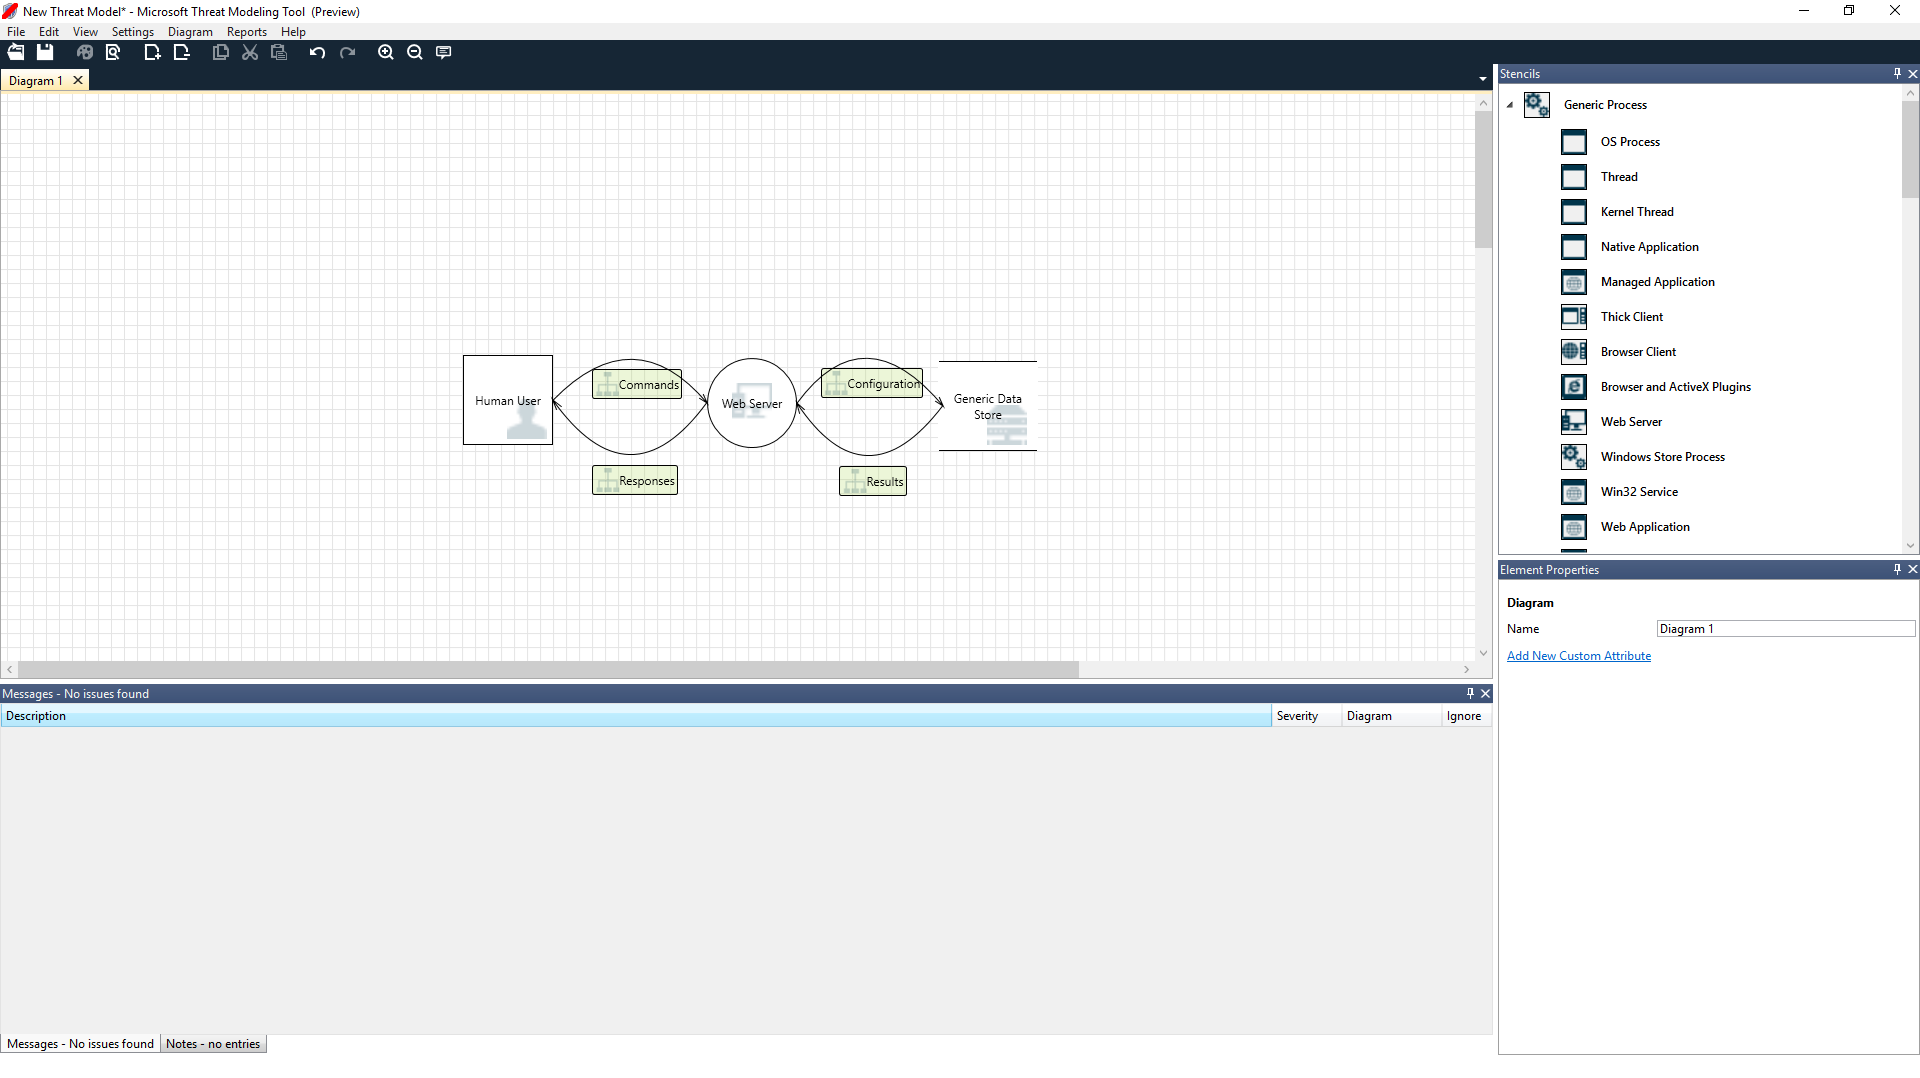 New Threat Model* - Microsoft Threat Modeling Tool  (Preview)
File Edit View Settings Diagram Reports Help
Diagram 1
Human User
Commands
Responses
Web Server
Configuration
Results
Generic Data
Store
Stencils
Generic Process
OS Process
Thread
Kernel Thread
Native Application
Managed Application
Thick Client
Browser Client
Browser and ActiveX Plugins
Web Server
Windows Store Process
Win32 Service
Web Application
Element Properties
Diagram
Name Diagram 1
Add New Custom Attribute
Messages - No issues found
Description Severity Diagram Ignore
Messages - No issues found Notes - no entries